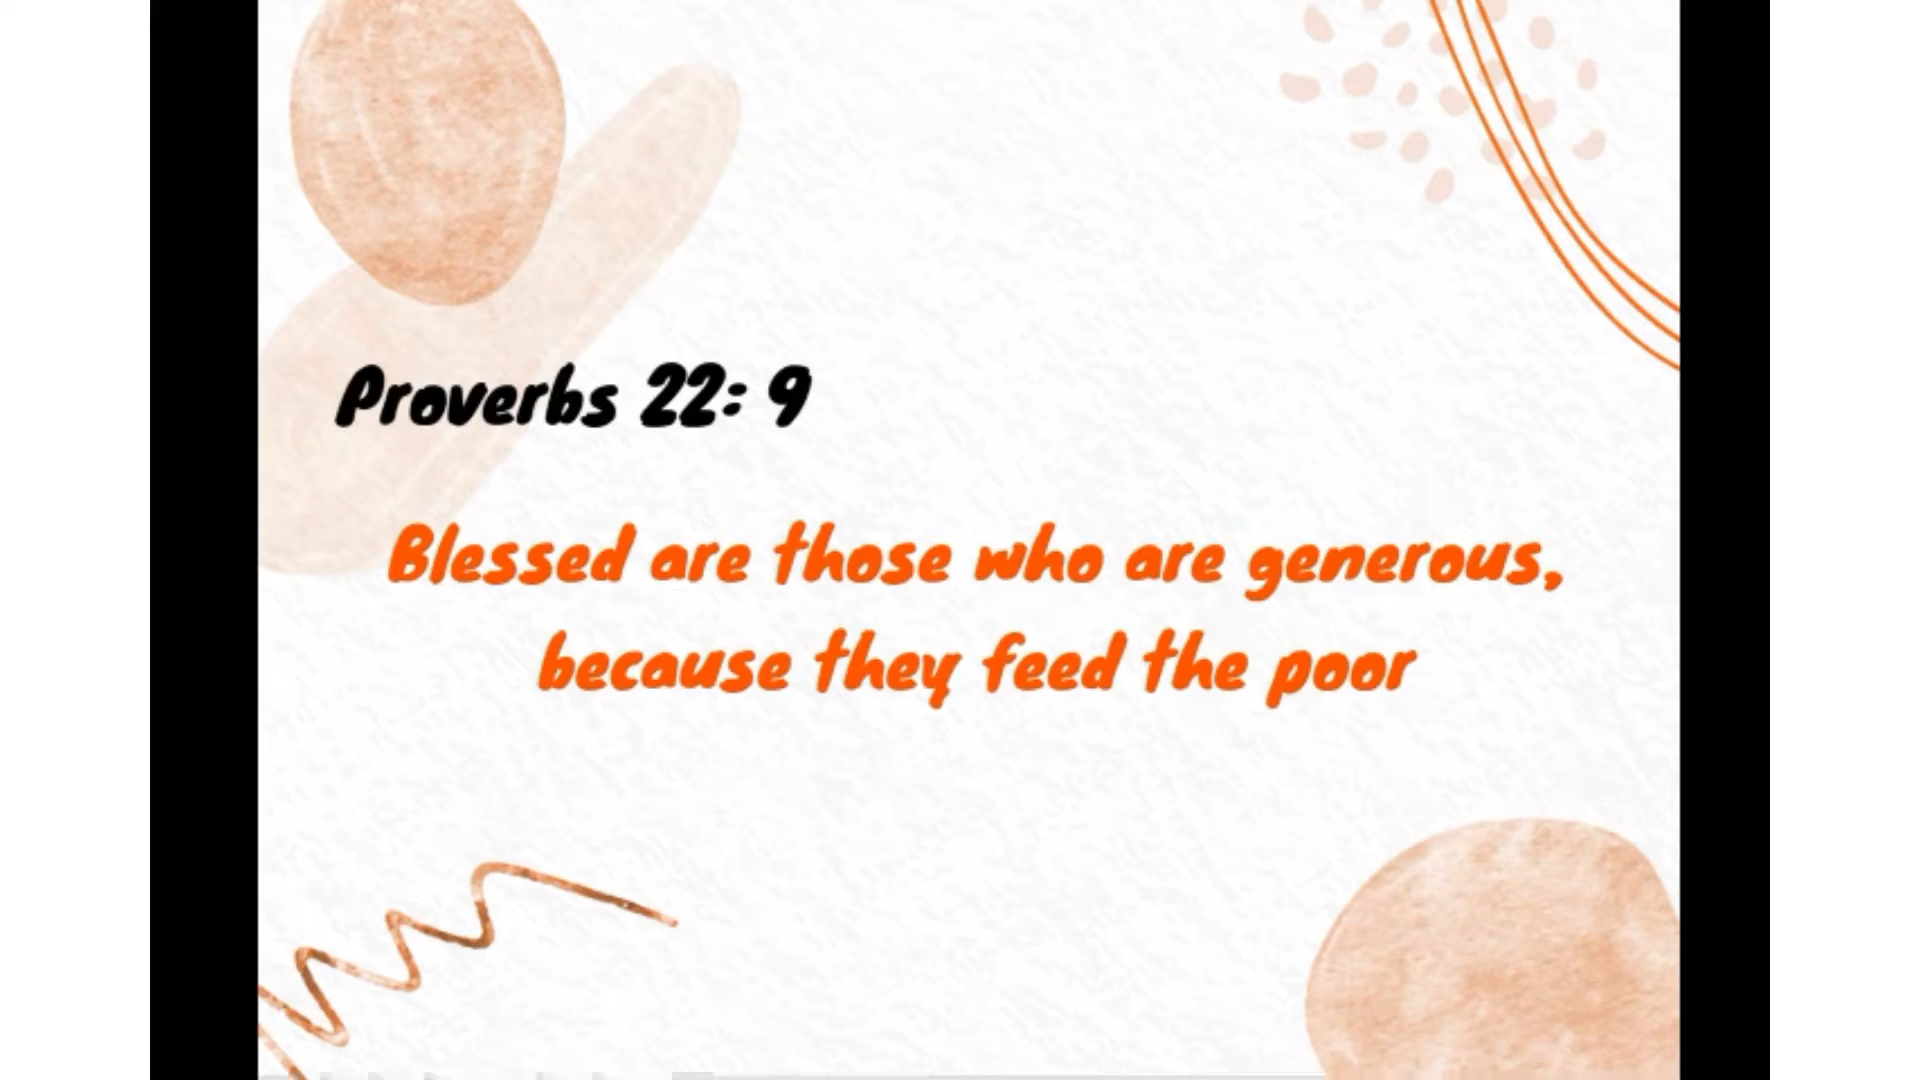 Proverbs 22: 9
Blessed are those who are generous,
because they feed the poor